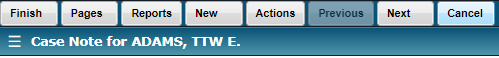 Finish Pages Reports New Actions Previous Next Cancel
Case Note for ADAMS, TTW E.